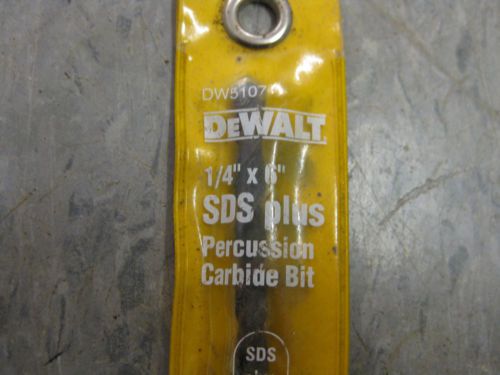 DW5107
DEWALT
1/4" x 6"
SDS plus
Percussion
Carbide Bit
SDS